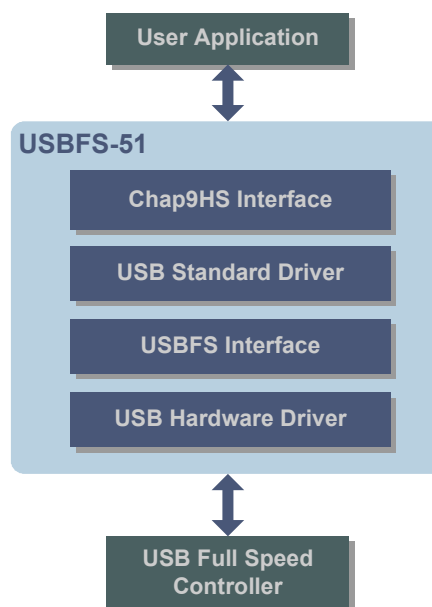 User Application
USBFS-51
Chap9HS Interface
USB Standard Driver
USBFS Interface
USB Hardware Driver
USB Full Speed
Controller